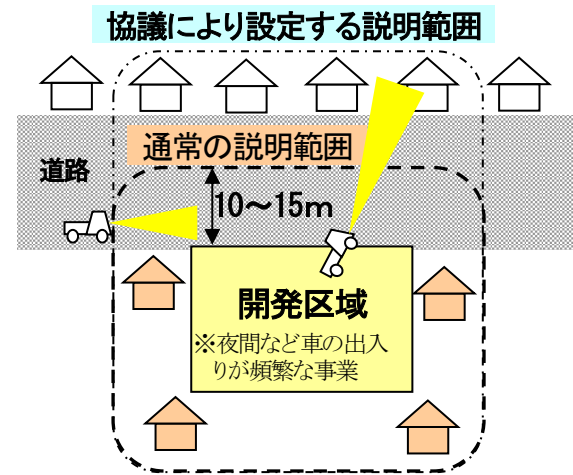 協議により設定する説明範囲
通常の説明範囲
道路
10～15m
開発区域
※夜間など車の出入
りが頻繁な事業